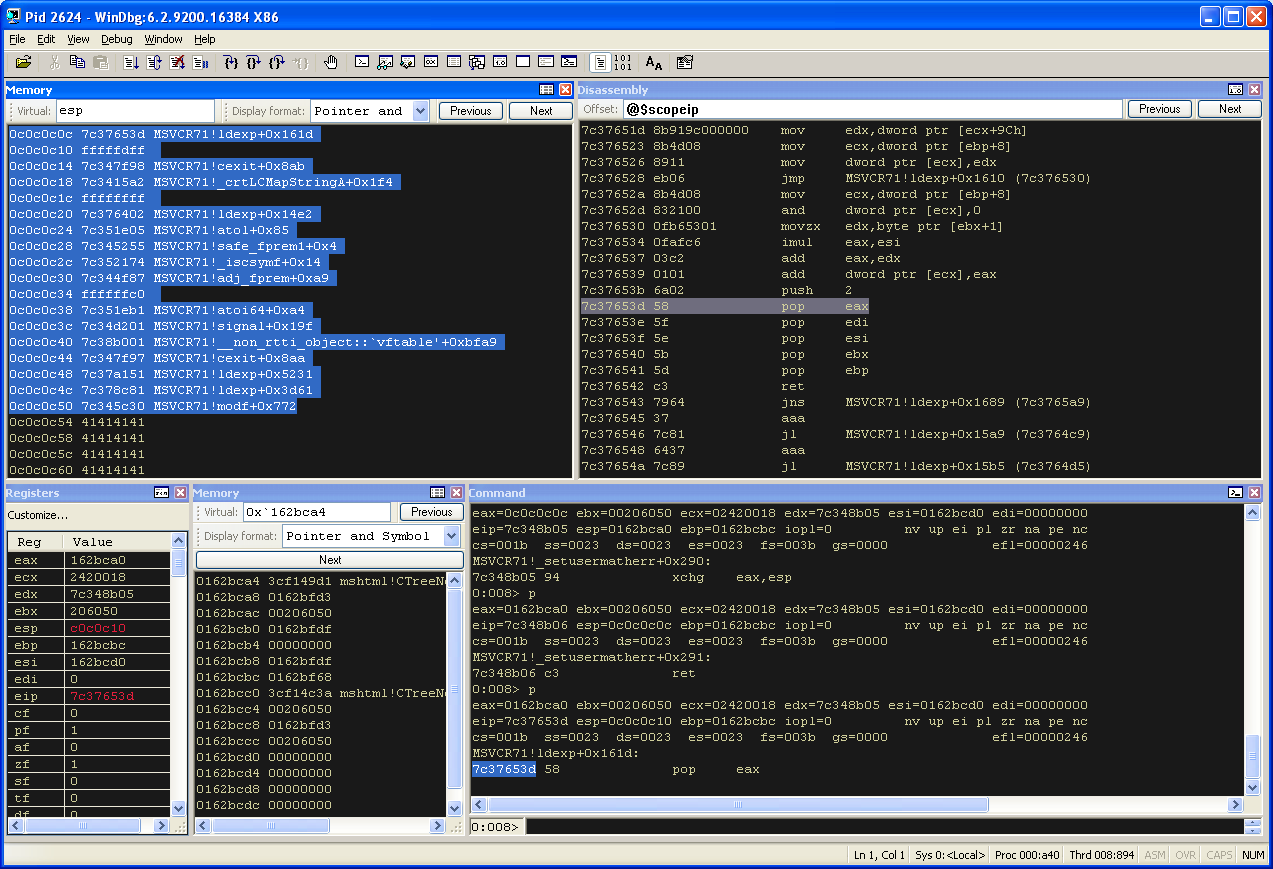 Pid 2624 - WinDbg:6.2.9200.16384 X86
File Edit View Debug Window Help
Memory
Virtual: esp Display format: Pointer and Previous Next
0c0c0c0c 7c37653d MSVCR71!ldexp+0x161d
0c0c0c10 fffffdff
0c0c0c14 7c347f98 MSVCR71!cexit+0x8ab
0c0c0c18 7c3415a2 MSVCR71!_crtLCMapStringA+0x1f4
0c0c0c1c ffffffff
0c0c0c20 7c376402 MSVCR71!ldexp+0x14e2
0c0c0c24 7c351e05 MSVCR71!atol+0x85
0c0c0c28 7c345255 MSVCR71!safe_fprem1+0x4
0c0c0c2c 7c352174 MSVCR71!_iscsymf+0x14
0c0c0c30 7c344f87 MSVCR71!adj_fprem+0xa9
0c0c0c34 ffffffc0
0c0c0c38 7c351eb1 MSVCR71!atoi64+0xa4
0c0c0c3c 7c34d201 MSVCR71!signal+0x19f
0c0c0c40 7c38b001 MSVCR71!__non_rtti_object::`vftable'+0xbfa9
0c0c0c44 7c347f97 MSVCR71!cexit+0x8aa
0c0c0c48 7c37a151 MSVCR71!ldexp+0x5231
0c0c0c4c 7c378c81 MSVCR71!ldexp+0x3d61
0c0c0c50 7c345c30 MSVCR71!modf+0x772
0c0c0c54 41414141
0c0c0c58 41414141
0c0c0c5c 41414141
0c0c0c60 41414141
Disassembly
Offset: @$scopeip Previous Next
7c37651d 8b919c000000 mov edx,dword ptr [ecx+9Ch]
7c376523 8b4d08 mov ecx,dword ptr [ebp+8]
7c376526 8911 mov dword ptr [ecx],edx
7c376528 eb06 jmp MSVCR71!ldexp+0x1610 (7c376530)
7c37652a 8b4d08 mov ecx,dword ptr [ebp+8]
7c37652d 832100 and dword ptr [ecx],0
7c376530 0fb65301 movzx edx,byte ptr [ebx+1]
7c376534 0fafc6 imul eax,esi
7c376537 03c2 add eax,edx
7c376539 0101 add dword ptr [ecx],eax
7c37653b 6a02 push 2
7c37653d 58 pop eax
7c37653e 5f pop edi
7c37653f 5e pop esi
7c376540 5b pop ebx
7c376541 5d pop ebp
7c376542 c3 ret
7c376543 7964 jns MSVCR71!ldexp+0x1689 (7c3765a9)
7c376545 37 aaa
7c376546 7c81 jl MSVCR71!ldexp+0x15a9 (7c3764c9)
7c376548 6437 aaa
7c37654a 7c89 jl MSVCR71!ldexp+0x15b5 (7c3764d5)
Registers
Customize...
Reg Value
eax 162bca0
ecx 2420018
edx 7c348b05
ebx 206050
esp c0c0c10
ebp 162bcbc
esi 162bcd0
edi 0
eip 7c37653d
cf 0
pf 1
af 0
zf 1
sf 0
tf 0
df 0
Memory
Virtual: 0x`162bca4 Previous
Display format: Pointer and Symbol
Next
0162bca4 3cf149d1 mshtml!CTreeN
0162bca8 0162bfd3
0162bcac 00206050
0162bcb0 0162bfdf
0162bcb4 00000000
0162bcb8 0162bfdf
0162bcbc 0162bf68
0162bcc0 3cf14c3a mshtml!CTreeN
0162bcc4 00206050
0162bcc8 0162bfd3
0162bccc 00206050
0162bcd0 00000000
0162bcd4 00000000
0162bcd8 00000000
0162bcdc 00000000
Command
eax=0c0c0c0c ebx=00206050 ecx=02420018 edx=7c348b05 esi=0162bcd0 edi=00000000
eip=7c348b05 esp=0162bca0 ebp=0162bcbc iopl=0 nv up ei pl zr na pe nc
cs=001b ss=0023 ds=0023 es=0023 fs=003b gs=0000 efl=00000246
MSVCR71!_setusermatherr+0x290:
7c348b05 94 xchg eax,esp
0:008> p
eax=0162bca0 ebx=00206050 ecx=02420018 edx=7c348b05 esi=0162bcd0 edi=00000000
eip=7c348b06 esp=0c0c0c0c ebp=0162bcbc iopl=0 nv up ei pl zr na pe nc
cs=001b ss=0023 ds=0023 es=0023 fs=003b gs=0000 efl=00000246
MSVCR71!_setusermatherr+0x291:
7c348b06 c3 ret
0:008> p
eax=0162bca0 ebx=00206050 ecx=02420018 edx=7c348b05 esi=0162bcd0 edi=00000000
eip=7c37653d esp=0c0c0c10 ebp=0162bcbc iopl=0 nv up ei pl zr na pe nc
cs=001b ss=0023 ds=0023 es=0023 fs=003b gs=0000 efl=00000246
MSVCR71!ldexp+0x161d:
7c37653d 58 pop eax
0:008>
Ln 1, Col 1 Sys 0:<Local> Proc 000:a40 Thrd 008:894 ASM OVR CAPS NUM